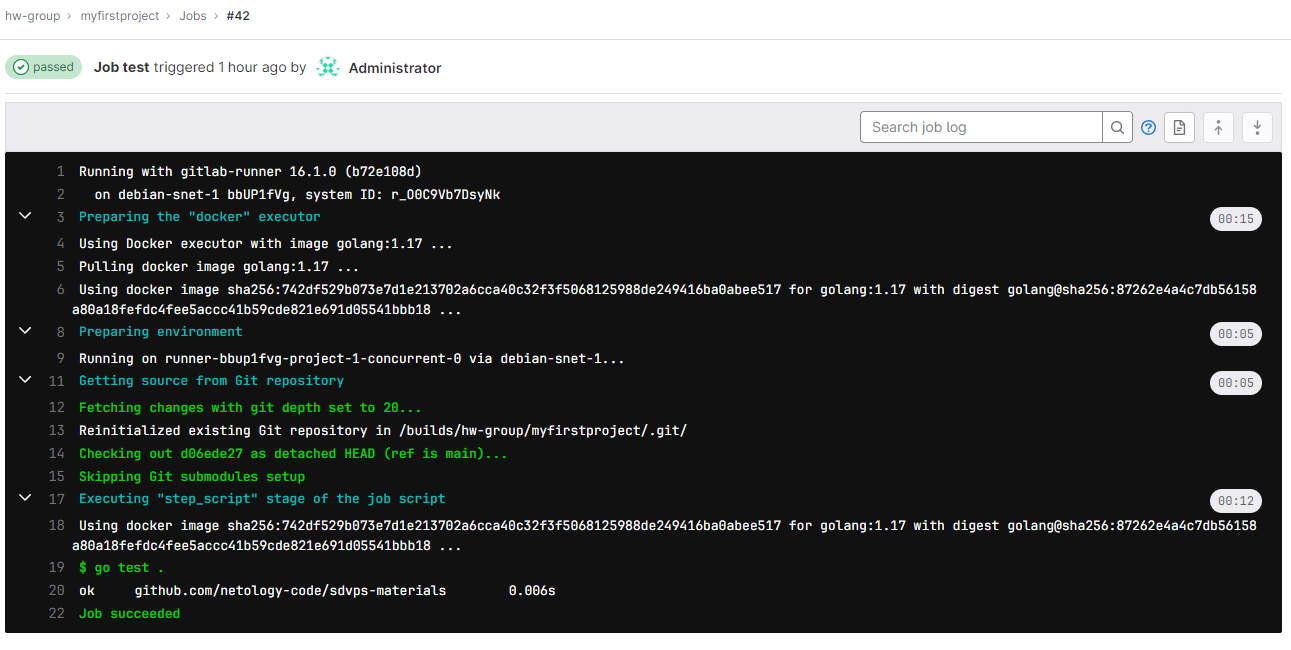 hw-group › myfirstproject › Jobs › #42
passed Job test triggered 1 hour ago by Administrator
Search job log
1 Running with gitlab-runner 16.1.0 (b72e108d)
2 on debian-snet-1 bbUP1fVg, system ID: r_O0C9Vb7DsyNk
3 Preparing the "docker" executor 00:15
4 Using Docker executor with image golang:1.17 ...
5 Pulling docker image golang:1.17 ...
6 Using docker image sha256:742df529b073e7d1e213702a6cca40c32f3f5068125988de249416ba0abee517 for golang:1.17 with digest golang@sha256:87262e4a4c7db56158
a80a18fefdc4fee5accc41b59cde821e691d05541bbb18 ...
8 Preparing environment 00:05
9 Running on runner-bbup1fvg-project-1-concurrent-0 via debian-snet-1...
11 Getting source from Git repository 00:05
12 Fetching changes with git depth set to 20...
13 Reinitialized existing Git repository in /builds/hw-group/myfirstproject/.git/
14 Checking out d06ede27 as detached HEAD (ref is main)...
15 Skipping Git submodules setup
17 Executing "step_script" stage of the job script 00:12
18 Using docker image sha256:742df529b073e7d1e213702a6cca40c32f3f5068125988de249416ba0abee517 for golang:1.17 with digest golang@sha256:87262e4a4c7db56158
a80a18fefdc4fee5accc41b59cde821e691d05541bbb18 ...
19 $ go test .
20 ok github.com/netology-code/sdvps-materials 0.006s
22 Job succeeded